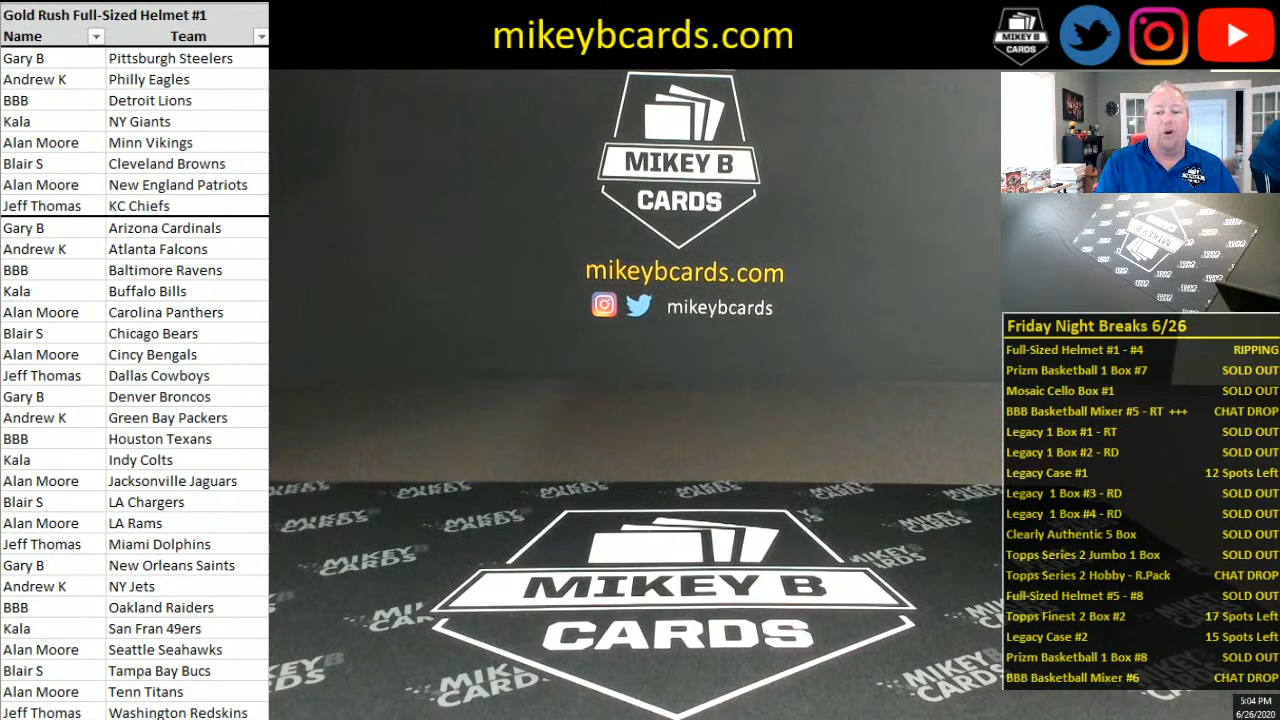 Gold Rush Full-Sized Helmet #1
Name Team
Gary B Pittsburgh Steelers
Andrew K Philly Eagles
BBB Detroit Lions
Kala NY Giants
Alan Moore Minn Vikings
Blair S Cleveland Browns
Alan Moore New England Patriots
Jeff Thomas KC Chiefs
Gary B Arizona Cardinals
Andrew K Atlanta Falcons
BBB Baltimore Ravens
Kala Buffalo Bills
Alan Moore Carolina Panthers
Blair S Chicago Bears
Alan Moore Cincy Bengals
Jeff Thomas Dallas Cowboys
Gary B Denver Broncos
Andrew K Green Bay Packers
BBB Houston Texans
Kala Indy Colts
Alan Moore Jacksonville Jaguars
Blair S LA Chargers
Alan Moore LA Rams
Jeff Thomas Miami Dolphins
Gary B New Orleans Saints
Andrew K NY Jets
BBB Oakland Raiders
Kala San Fran 49ers
Alan Moore Seattle Seahawks
Blair S Tampa Bay Bucs
Alan Moore Tenn Titans
Jeff Thomas Washington Redskins
mikeybcards.com
MIKEY B
CARDS
MIKEY B
CARDS
mikeybcards.com
mikeybcards
MIKEY B
CARDS
Friday Night Breaks 6/26
Full-Sized Helmet #1 - #4 RIPPING
Prizm Basketball 1 Box #7 SOLD OUT
Mosaic Cello Box #1 SOLD OUT
BBB Basketball Mixer #5 - RT +++ CHAT DROP
Legacy 1 Box #1 - RT SOLD OUT
Legacy 1 Box #2 - RD SOLD OUT
Legacy Case #1 12 Spots Left
Legacy 1 Box #3 - RD SOLD OUT
Legacy 1 Box #4 - RD SOLD OUT
Clearly Authentic 5 Box SOLD OUT
Topps Series 2 Jumbo 1 Box SOLD OUT
Topps Series 2 Hobby - R.Pack CHAT DROP
Full-Sized Helmet #5 - #8 SOLD OUT
Topps Finest 2 Box #2 17 Spots Left
Legacy Case #2 15 Spots Left
Prizm Basketball 1 Box #8 SOLD OUT
BBB Basketball Mixer #6 CHAT DROP
5:04 PM
6/26/2020